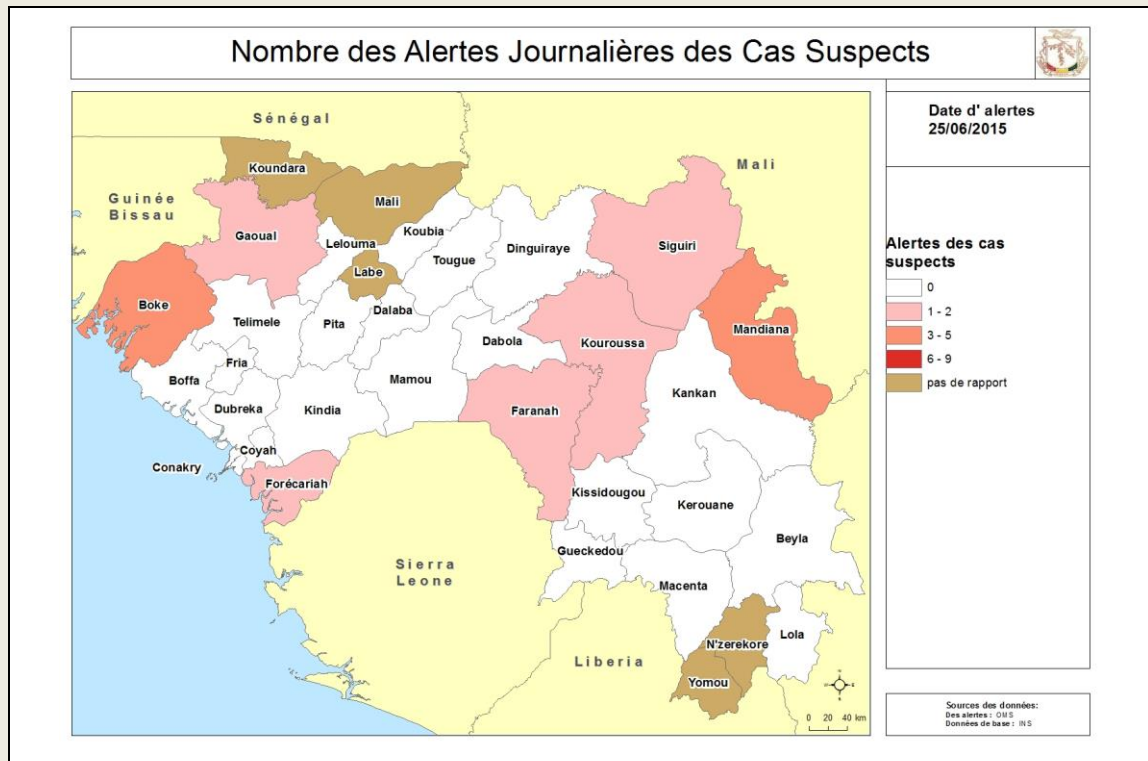 Nombre des Alertes Journalières des Cas Suspects
Date d' alertes
25/06/2015
Alertes des cas
suspects
0
1 - 2
3 - 5
6 - 9
pas de rapport
Sénégal
Mali
Guinée
Bissau
Koundara
Mali
Gaoual
Koubia
Lelouma
Tougue
Dinguiraye
Siguiri
Labe
Boke
Telimele
Pita
Dalaba
Dabola
Kouroussa
Mandiana
Fria
Boffa
Mamou
Kankan
Dubreka
Kindia
Faranah
Coyah
Conakry
Forécariah
Kissidougou
Kerouane
Beyla
Gueckedou
Sierra
Leone
Macenta
Lola
N'zerekore
Liberia
Yomou
0 20 40 km
Sources des données:
Des alertes : OMS
Données de base : INS